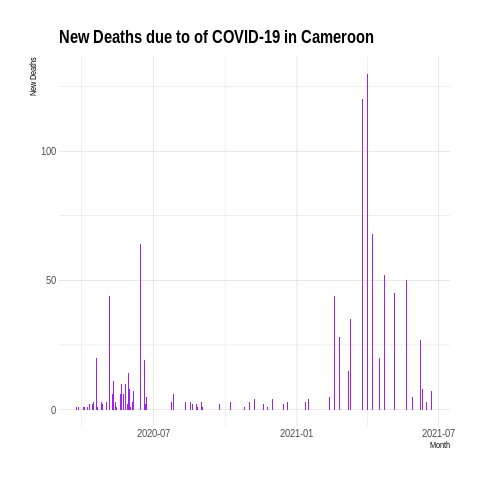 New Deaths due to of COVID-19 in Cameroon
New Deaths
100
50
0
2020-07
2021-01
2021-07
Month